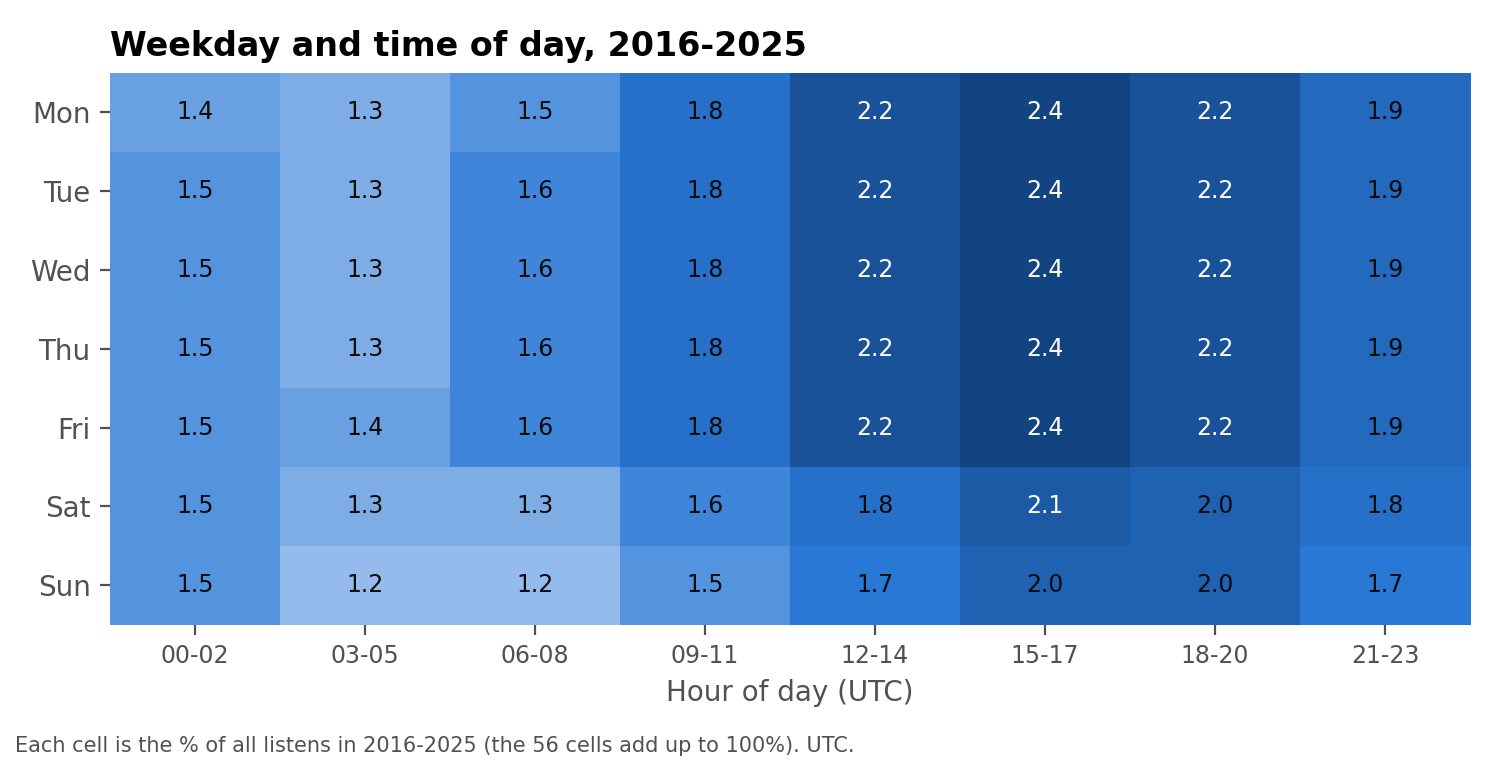 Weekday and time of day, 2016-2025
Mon 1.4 1.3 1.5 1.8 2.2 2.4 2.2 1.9
Tue 1.5 1.3 1.6 1.8 2.2 2.4 2.2 1.9
Wed 1.5 1.3 1.6 1.8 2.2 2.4 2.2 1.9
Thu 1.5 1.3 1.6 1.8 2.2 2.4 2.2 1.9
Fri 1.5 1.4 1.6 1.8 2.2 2.4 2.2 1.9
Sat 1.5 1.3 1.3 1.6 1.8 2.1 2.0 1.8
Sun 1.5 1.2 1.2 1.5 1.7 2.0 2.0 1.7
00-02 03-05 06-08 09-11 12-14 15-17 18-20 21-23
Hour of day (UTC)
Each cell is the % of all listens in 2016-2025 (the 56 cells add up to 100%). UTC.